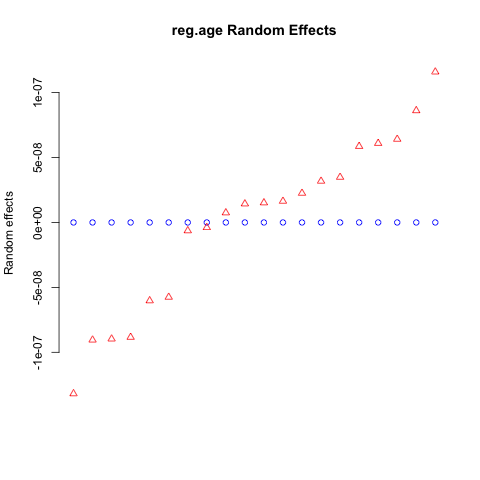 reg.age Random Effects
1e-07
5e-08
0e+00
-5e-08
-1e-07
Random effects